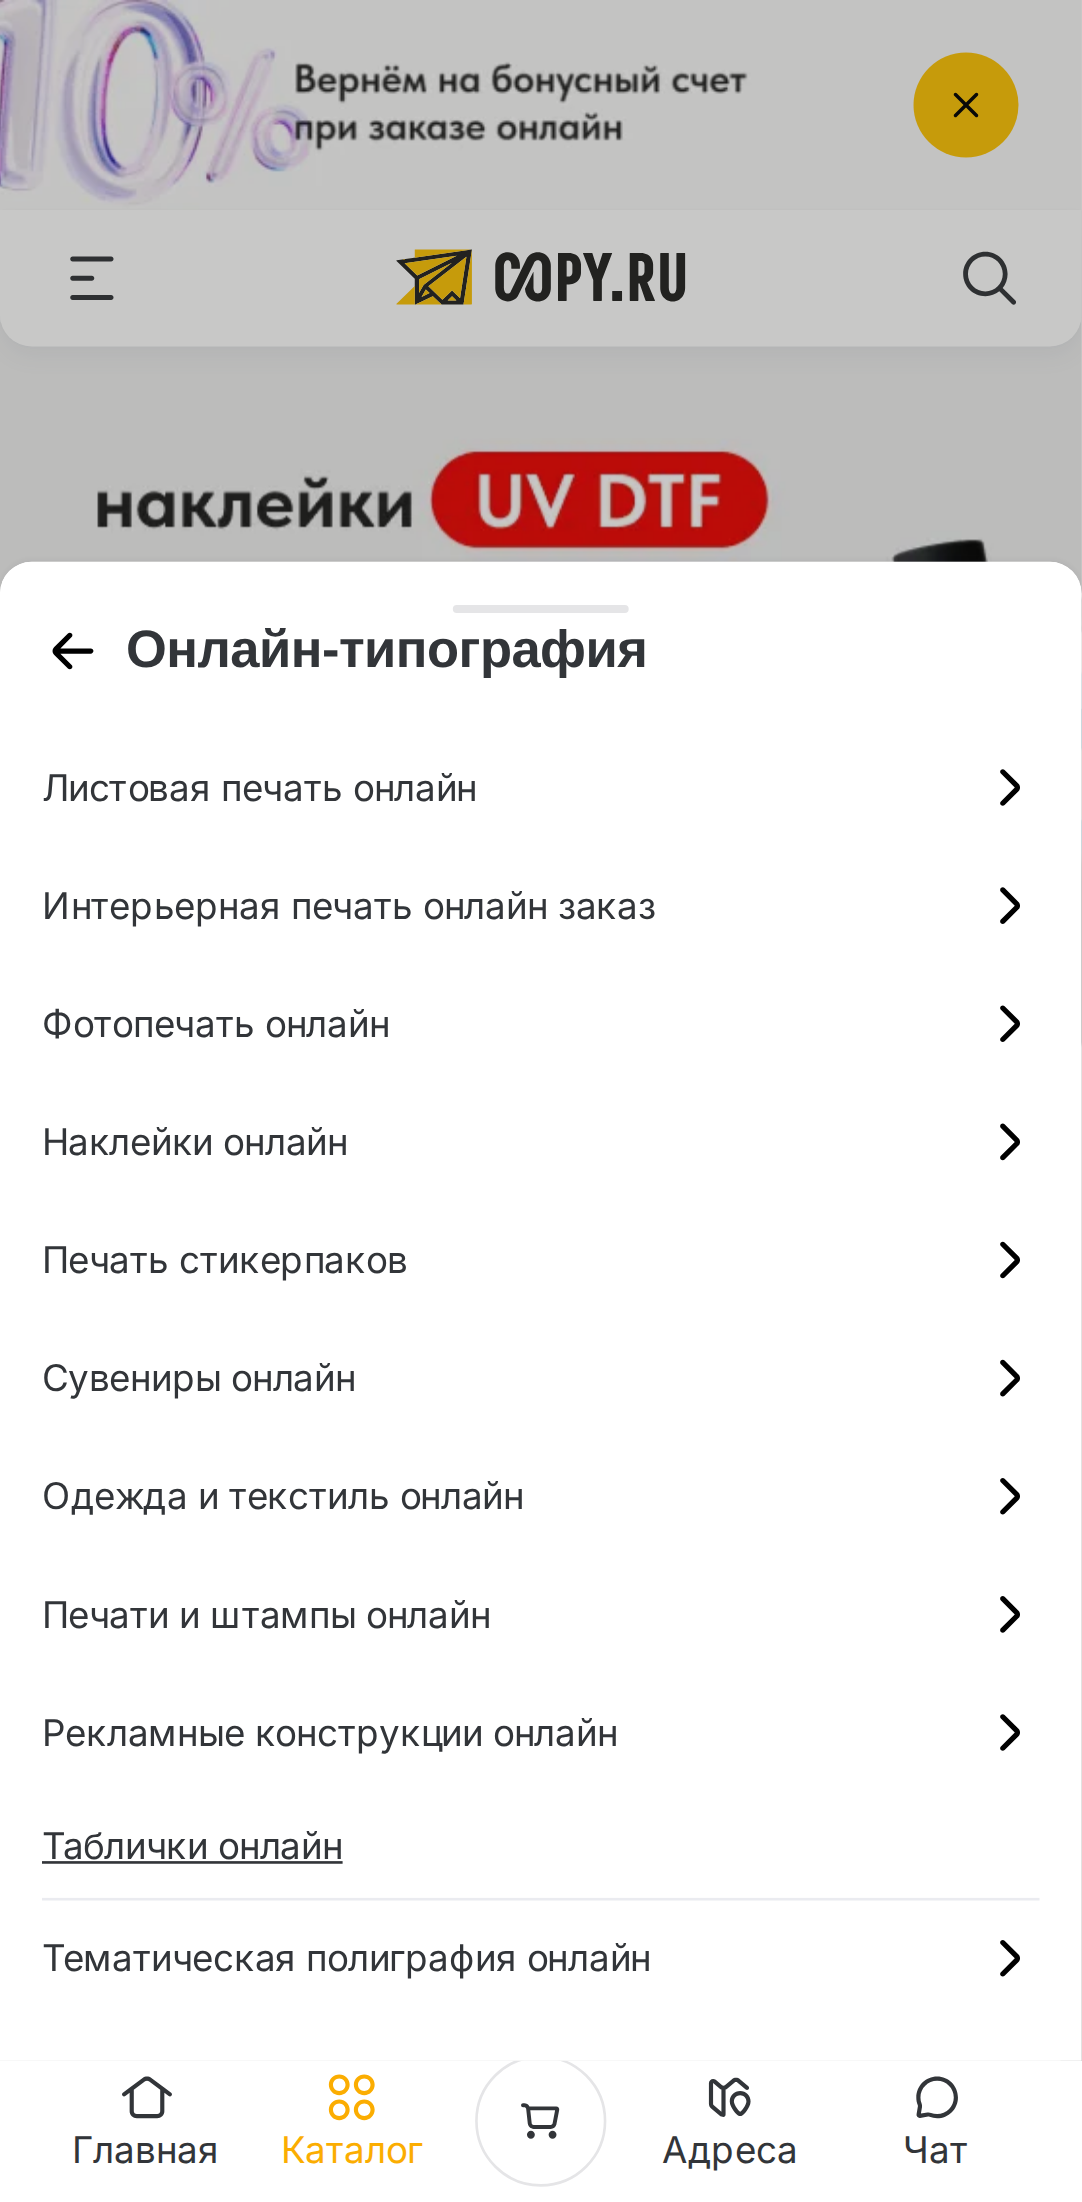 10%
Вернём на бонусный счет
при заказе онлайн
COPY.RU
наклейки UV DTF
Онлайн-типография
Листовая печать онлайн
Интерьерная печать онлайн заказ
Фотопечать онлайн
Наклейки онлайн
Печать стикерпаков
Сувениры онлайн
Одежда и текстиль онлайн
Печати и штампы онлайн
Рекламные конструкции онлайн
Таблички онлайн
Тематическая полиграфия онлайн
Главная
Каталог
Адреса
Чат